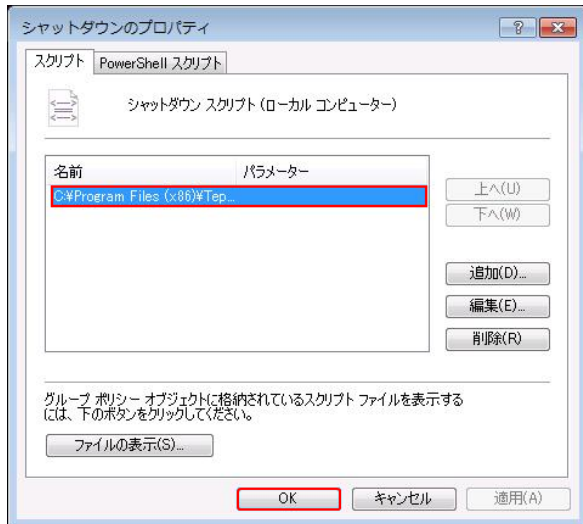 シャットダウンのプロパティ
スクリプト PowerShell スクリプト
シャットダウン スクリプト (ローカル コンピューター)
名前 パラメーター
C:¥Program Files (x86)¥Tep...
上へ(U)
下へ(W)
追加(D)...
編集(E)...
削除(R)
グループ ポリシー オブジェクトに格納されているスクリプト ファイルを表示する
には、下のボタンをクリックしてください。
ファイルの表示(S)...
OK キャンセル 適用(A)